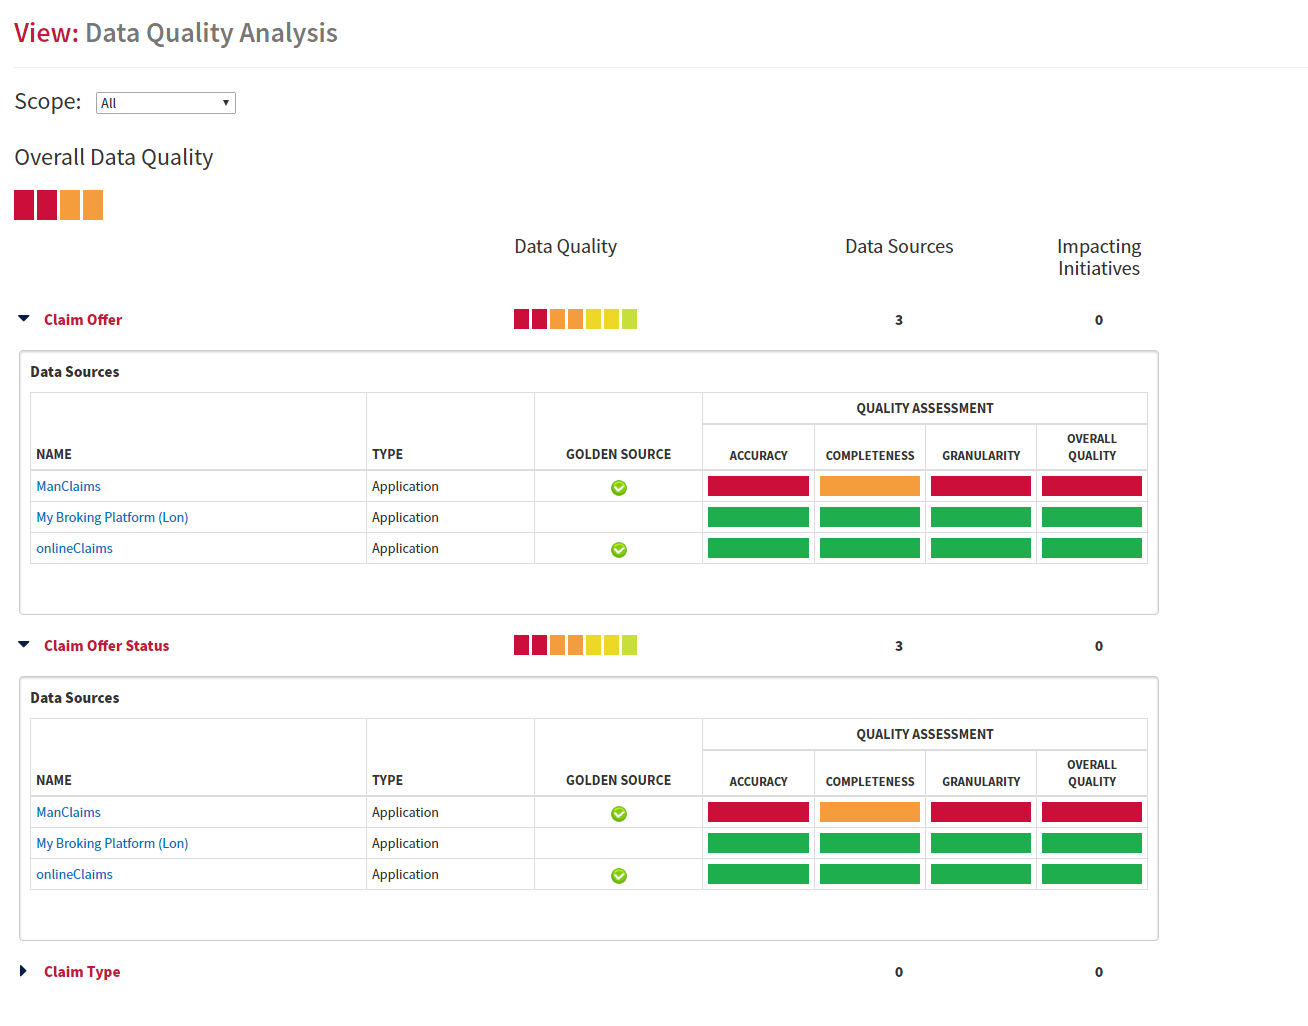 View: Data Quality Analysis
Scope: All
Overall Data Quality
Data Quality Data Sources Impacting
Initiatives
Claim Offer 3 0
Data Sources
QUALITY ASSESSMENT
NAME TYPE GOLDEN SOURCE ACCURACY COMPLETENESS GRANULARITY OVERALL
QUALITY
ManClaims Application
My Broking Platform (Lon) Application
onlineClaims Application
Claim Offer Status 3 0
Data Sources
QUALITY ASSESSMENT
NAME TYPE GOLDEN SOURCE ACCURACY COMPLETENESS GRANULARITY OVERALL
QUALITY
ManClaims Application
My Broking Platform (Lon) Application
onlineClaims Application
Claim Type 0 0